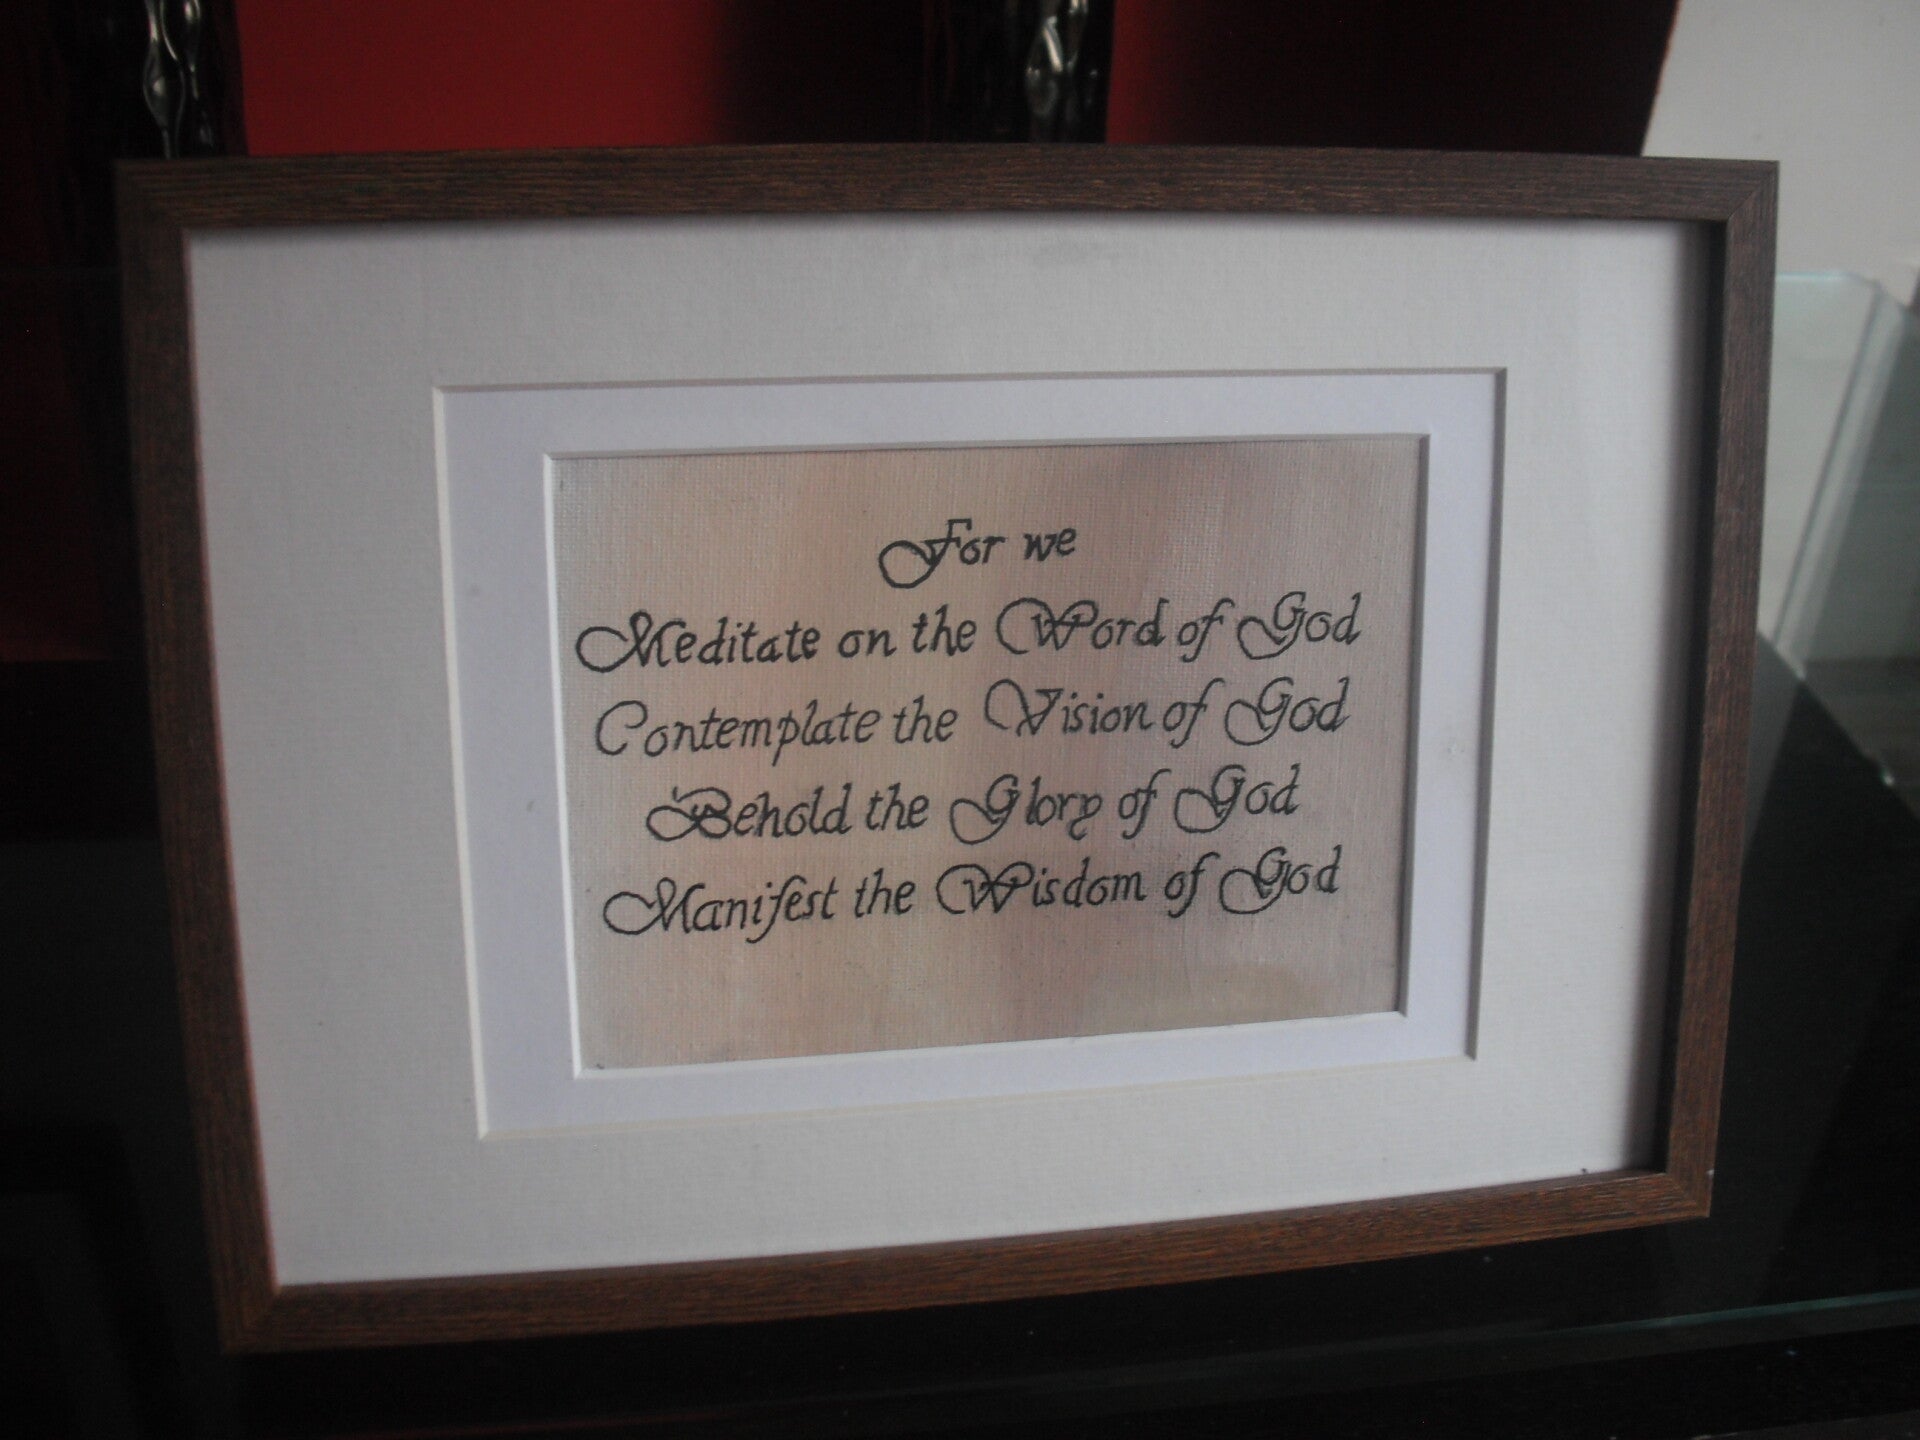 For we
Meditate on the Word of God
Contemplate the Vision of God
Behold the Glory of God
Manifest the Wisdom of God